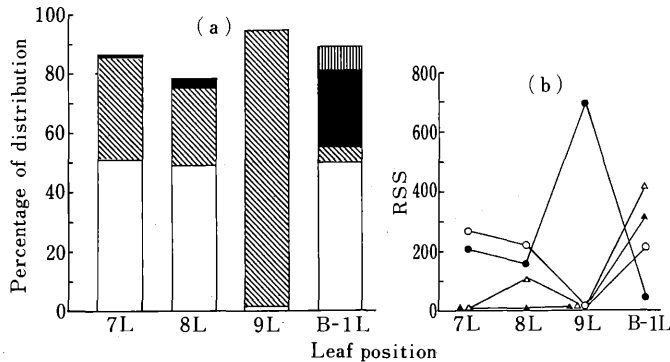 (a)
Percentage of distribution
100
80
60
40
20
0
7L 8L 9L B-1L
(b)
RSS
800
600
400
200
0
7L 8L 9L B-1L
Leaf position